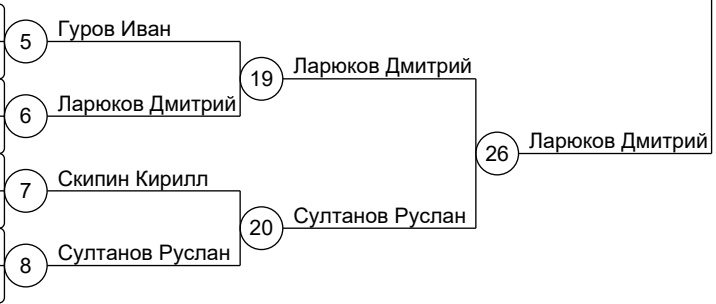 Гуров Иван
5
Ларюков Дмитрий
19
Ларюков Дмитрий
6
Ларюков Дмитрий
26
Скипин Кирилл
7
Султанов Руслан
20
Султанов Руслан
8